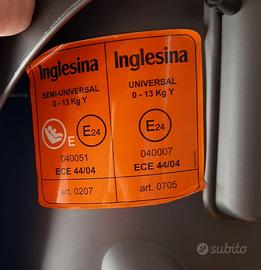 Inglesina
SEMI-UNIVERSAL
0 - 13 Kg Y
E24
E
040051
ECE 44/04
art. 0207
Inglesina
UNIVERSAL
0 - 13 Kg Y
E24
040007
ECE 44/04
art. 0705
subito